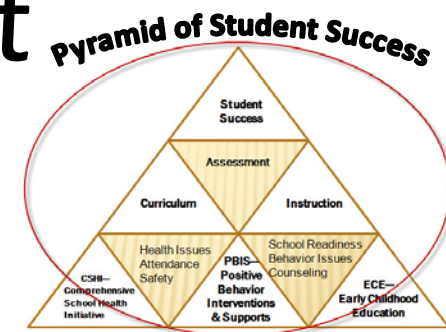 t
Pyramid of Student Success
Student
Success
Assessment
Curriculum
Instruction
Health Issues
Attendance
Safety
School Readiness
Behavior Issues
Counseling
CSHI—
Comprehensive
School Health
Initiative
PBIS—
Positive
Behavior
Interventions
& Supports
ECE—
Early Childhood
Education